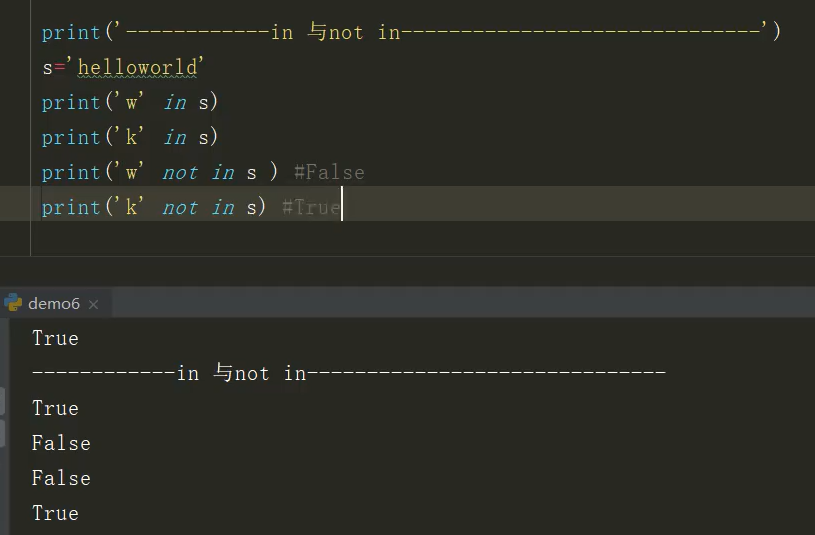 print('------------in 与not in------------------------------')
s='helloworld'
print('w' in s)
print('k' in s)
print('w' not in s ) #False
print('k' not in s) #True
demo6
True
------------in 与not in------------------------------
True
False
False
True